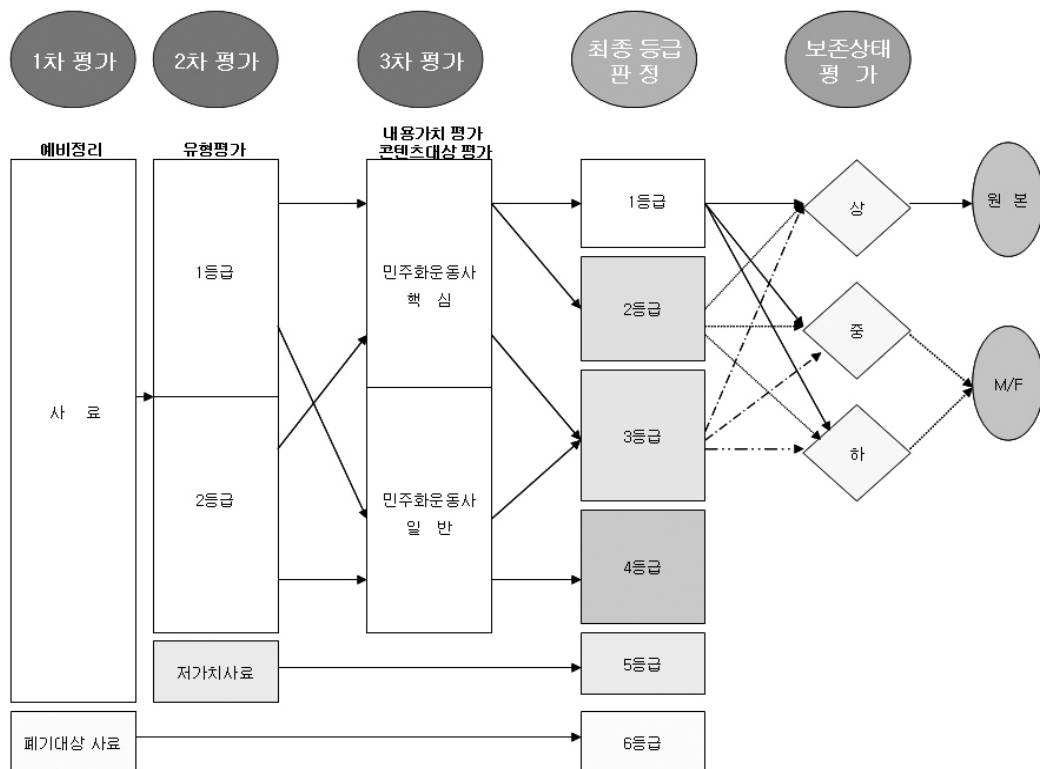 1차 평가
2차 평가
3차 평가
최종 등급
판 정
보존상태
평 가
예비정리
유형평가
내용가치 평가
콘텐츠대상 평가
사 료
1등급
2등급
저가치사료
폐기대상 사료
민주화운동사
핵 심
민주화운동사
일 반
1등급
2등급
3등급
4등급
5등급
6등급
상
중
하
원 본
M/F